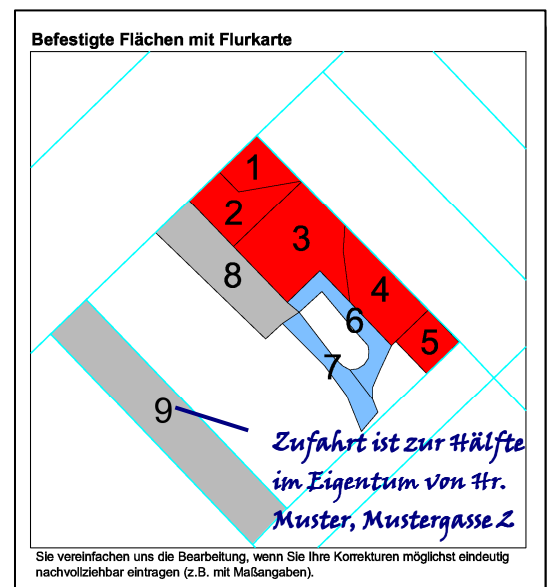 Befestigte Flächen mit Flurkarte
1
2
3
8
4
6
5
7
9
Zufahrt ist zur Hälfte
im Eigentum von Hr.
Muster, Mustergasse 2
Sie vereinfachen uns die Bearbeitung, wenn Sie Ihre Korrekturen möglichst eindeutig
nachvollziehbar eintragen (z.B. mit Maßangaben).